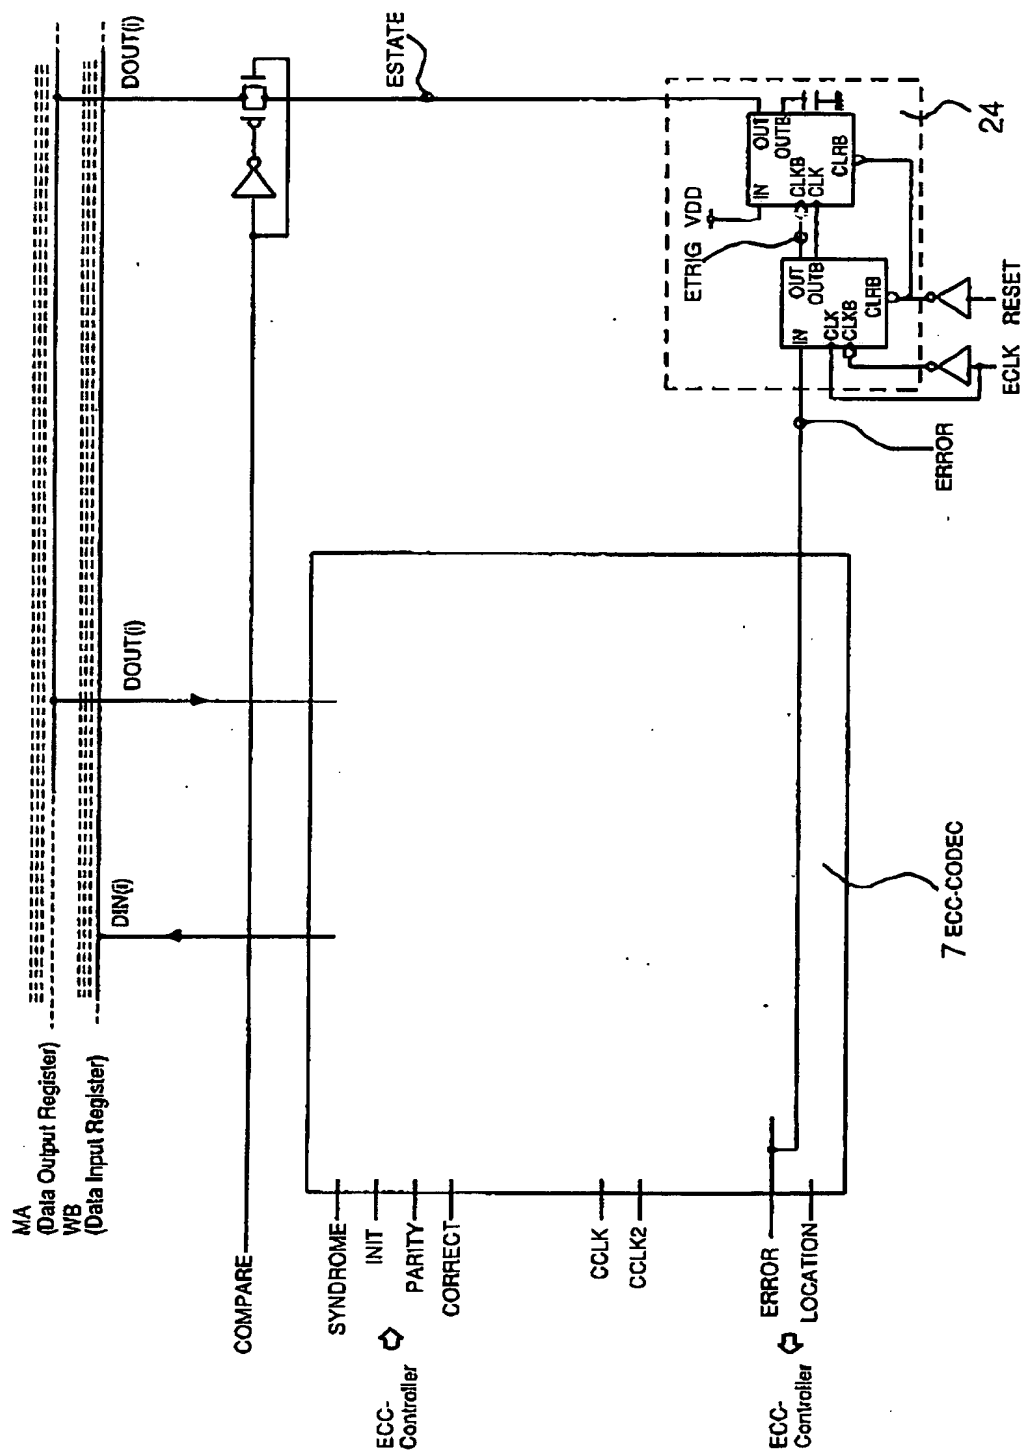 MA
(Data Output Register)
WB
(Data Input Register)
DIN(i)
DOUT(i)
DOUT(i)
COMPARE
ESTATE
SYNDROME
INIT
PARITY
CORRECT
CCLK
CCLK2
ERROR
LOCATION
ECC-
Controller
ECC-
Controller
7 ECC-CODEC
ERROR
ETRIG
VDD
IN
OUT
OUTB
CLK
CLKB
CLRB
IN
OUT
OUTB
CLKB
CLK
CLRB
ECLK
RESET
24